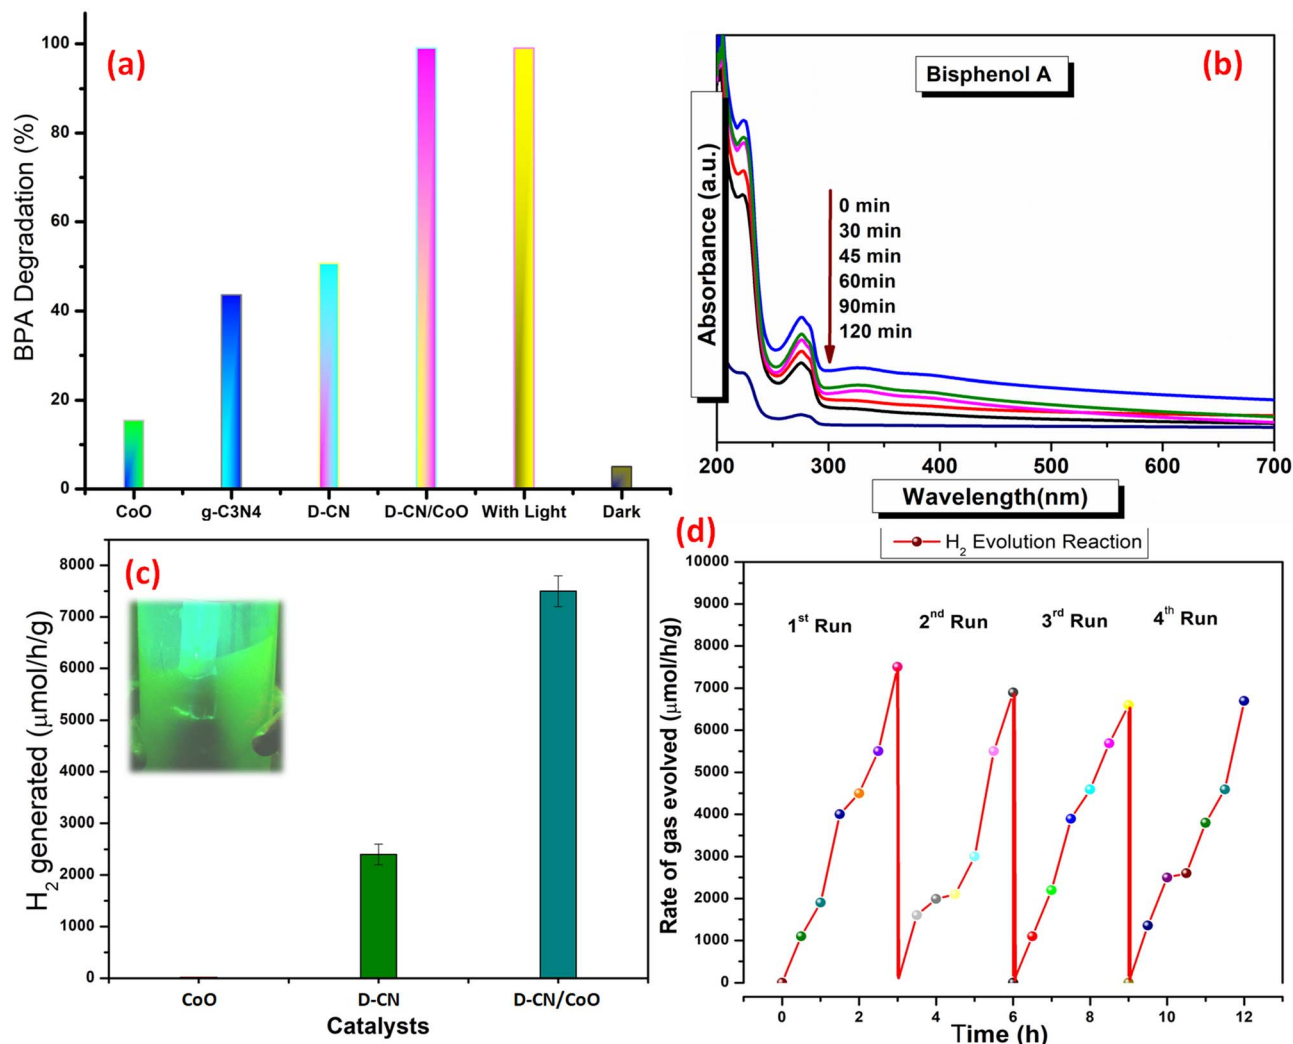 (a)
BPA Degradation (%)
100
80
60
40
20
0
CoO g-C3N4 D-CN D-CN/CoO With Light Dark
(b)
Bisphenol A
Absorbance (a.u.)
0 min
30 min
45 min
60min
90min
120 min
200 300 400 500 600 700
Wavelength(nm)
(c)
H2 generated (μmol/h/g)
8000
7000
6000
5000
4000
3000
2000
1000
0
CoO D-CN D-CN/CoO
Catalysts
(d)
H2 Evolution Reaction
Rate of gas evolved (μmol/h/g)
10000
9000
8000
7000
6000
5000
4000
3000
2000
1000
0
1st Run 2nd Run 3rd Run 4th Run
0 2 4 6 8 10 12
Time (h)